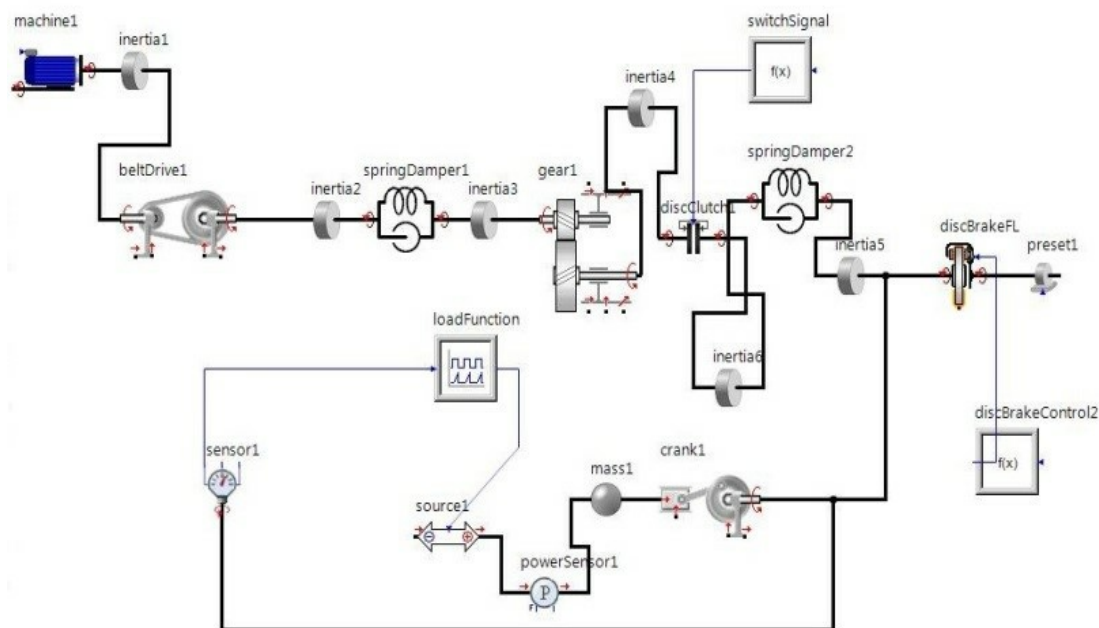 machine1
inertia1
switchSignal
f(x)
inertia4
beltDrive1
springDamper1
gear1
springDamper2
inertia2
inertia3
discClutch1
inertia5
discBrakeFL
preset1
loadFunction
inertia6
discBrakeControl2
f(x)
sensor1
crank1
mass1
source1
powerSensor1
P